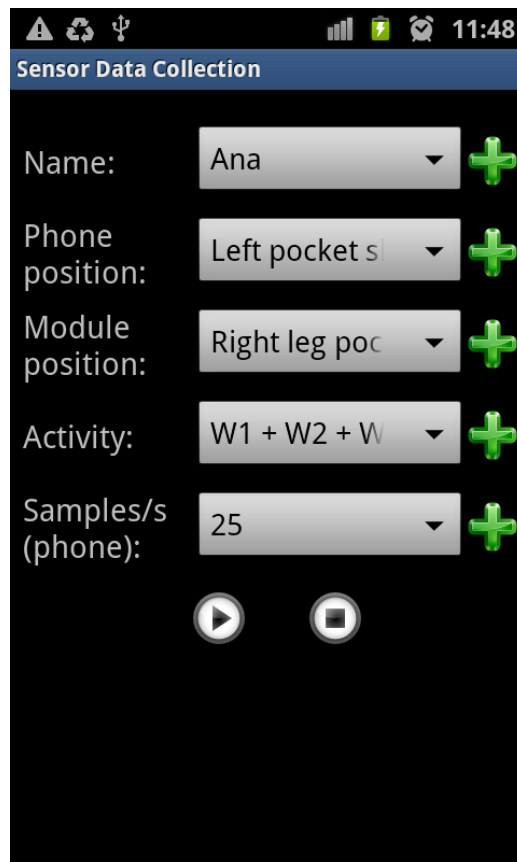 11:48
Sensor Data Collection
Name:
Ana
Phone
position:
Left pocket s
Module
position:
Right leg poc
Activity:
W1 + W2 + W
Samples/s
(phone):
25